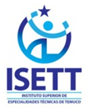 ISETT
INSTITUTO SUPERIOR DE
ESPECIALIDADES TÉCNICAS DE TEMUCO